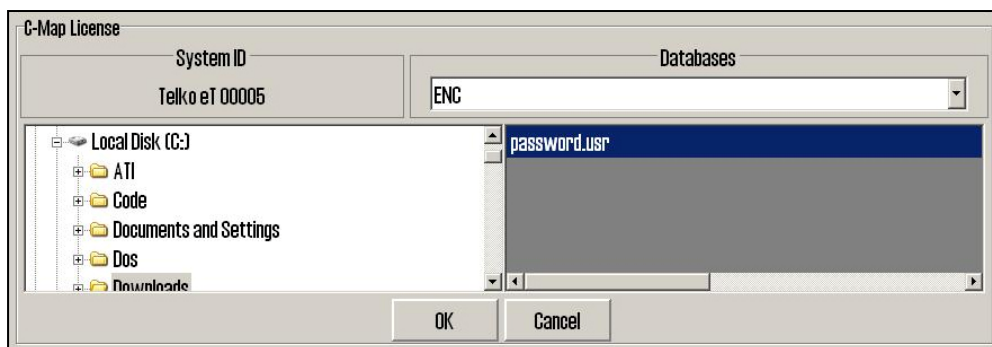 C-Map License
System ID
Databases
Telko eT 00005
ENC
Local Disk (C:)
password.usr
ATI
Code
Documents and Settings
Dos
Downloads
OK
Cancel